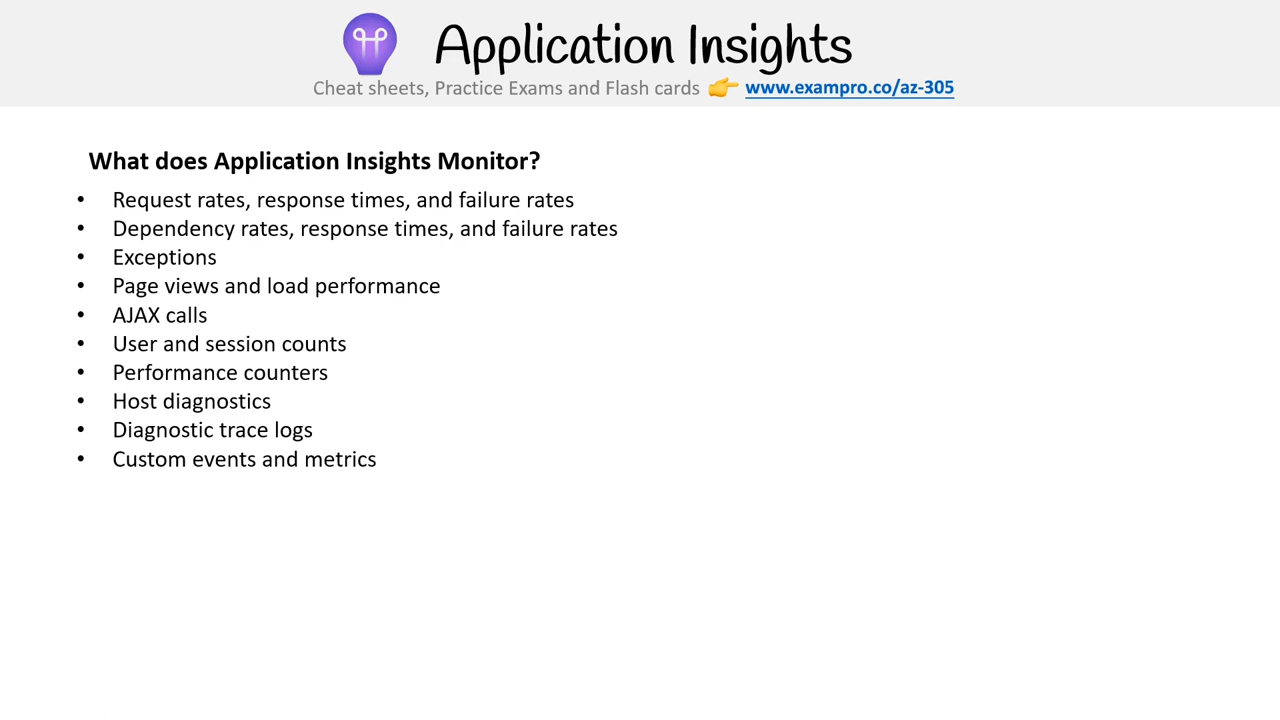 Application Insights
Cheat sheets, Practice Exams and Flash cards 👉 www.exampro.co/az-305
What does Application Insights Monitor?
• Request rates, response times, and failure rates
• Dependency rates, response times, and failure rates
• Exceptions
• Page views and load performance
• AJAX calls
• User and session counts
• Performance counters
• Host diagnostics
• Diagnostic trace logs
• Custom events and metrics